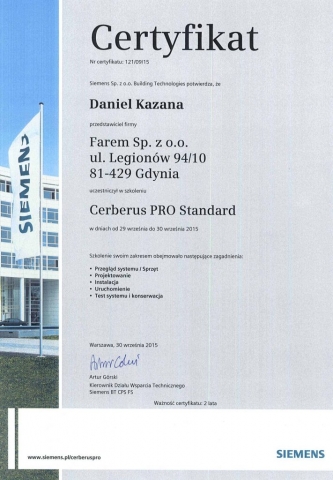 Certyfikat
Nr certyfikatu: 121/09/15
Siemens Sp. z o.o. Building Technologies potwierdza, że
Daniel Kazana
przedstawiciel firmy
Farem Sp. z o.o.
ul. Legionów 94/10
81-429 Gdynia
uczestniczył w szkoleniu
Cerberus PRO Standard
w dniach od 29 września do 30 września 2015
Szkolenie swoim zakresem obejmowało następujące zagadnienia:
• Przegląd systemu i Sprzęt
• Projektowanie
• Instalacja
• Uruchomienie
• Test systemu i konserwacja
Warszawa, 30 września 2015
Artur Górski
Kierownik Działu Wsparcia Technicznego
Siemens BT CPS FS
Ważność certyfikatu: 2 lata
www.siemens.pl/cerberuspro
SIEMENS
SIEMENS